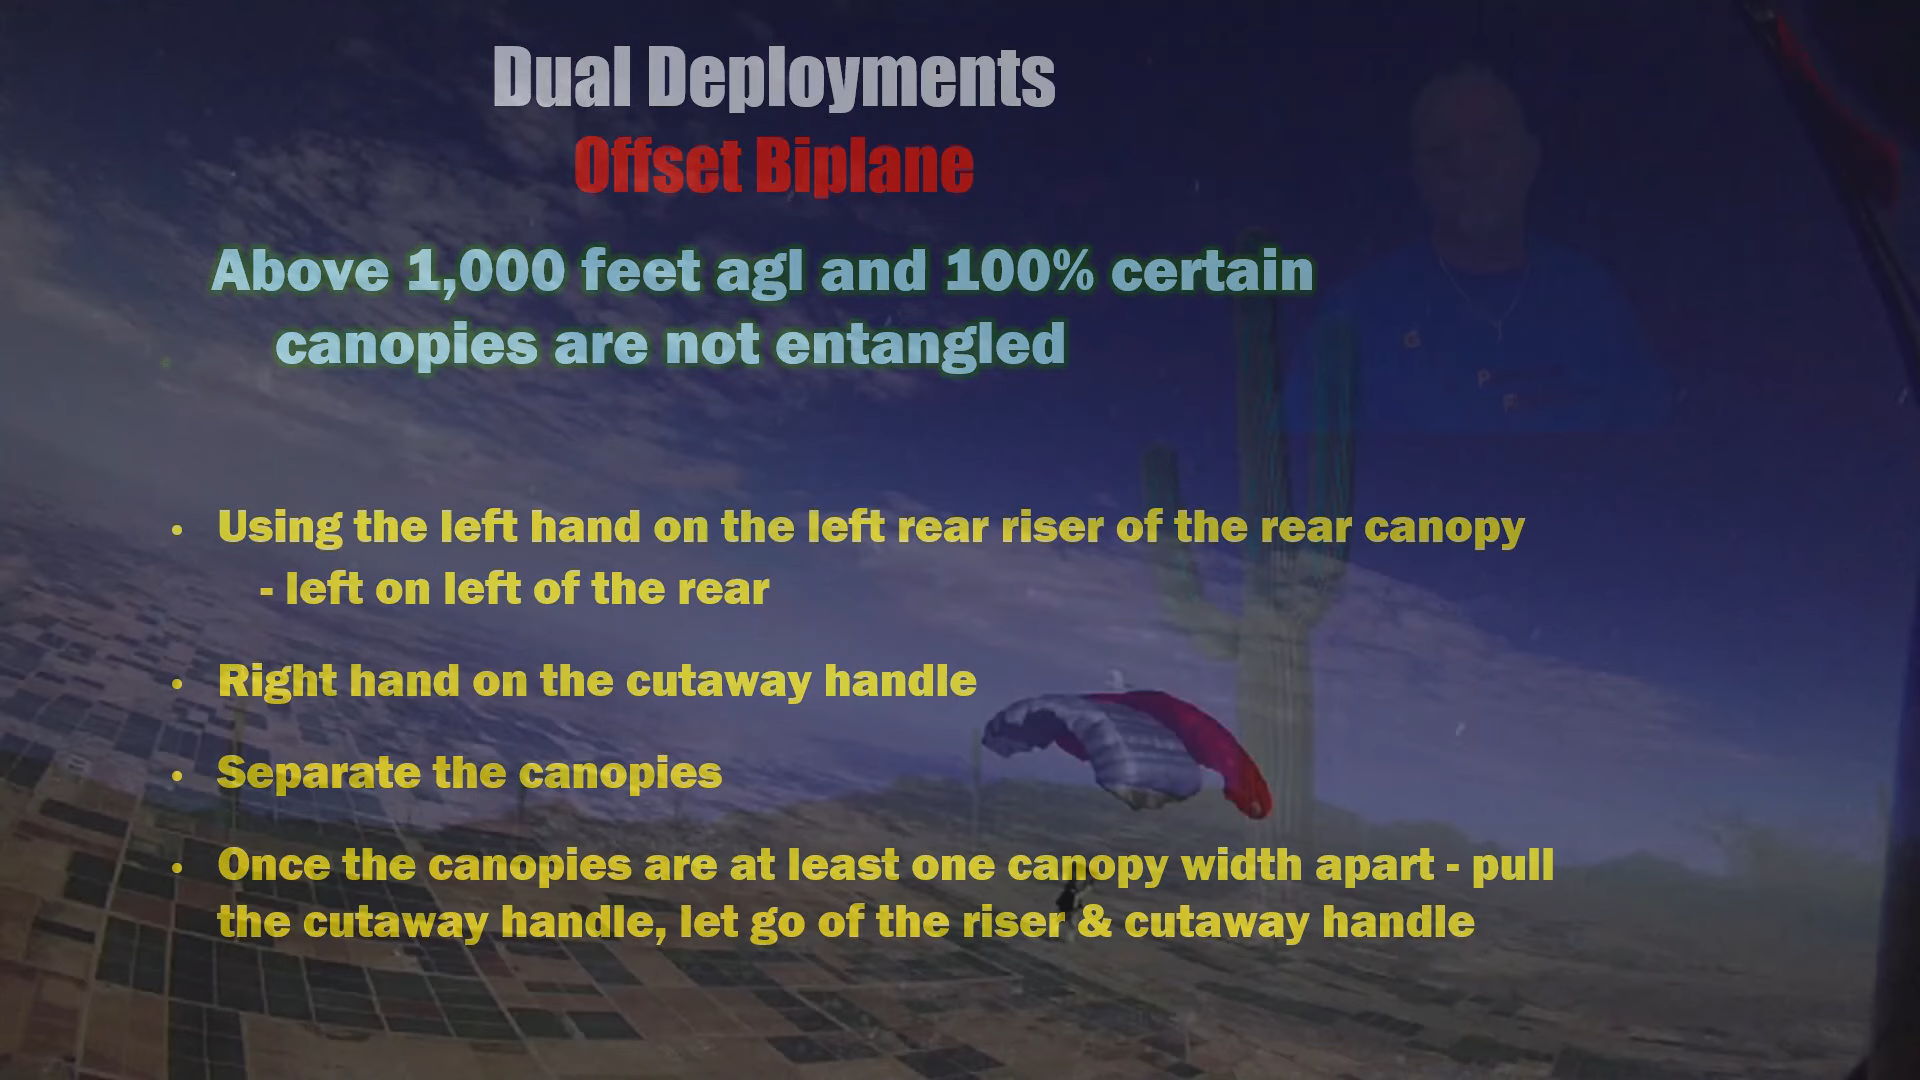 Dual Deployments
Offset Biplane
Above 1,000 feet agl and 100% certain
canopies are not entangled
• Using the left hand on the left rear riser of the rear canopy
- left on left of the rear
• Right hand on the cutaway handle
• Separate the canopies
• Once the canopies are at least one canopy width apart - pull
the cutaway handle, let go of the riser & cutaway handle